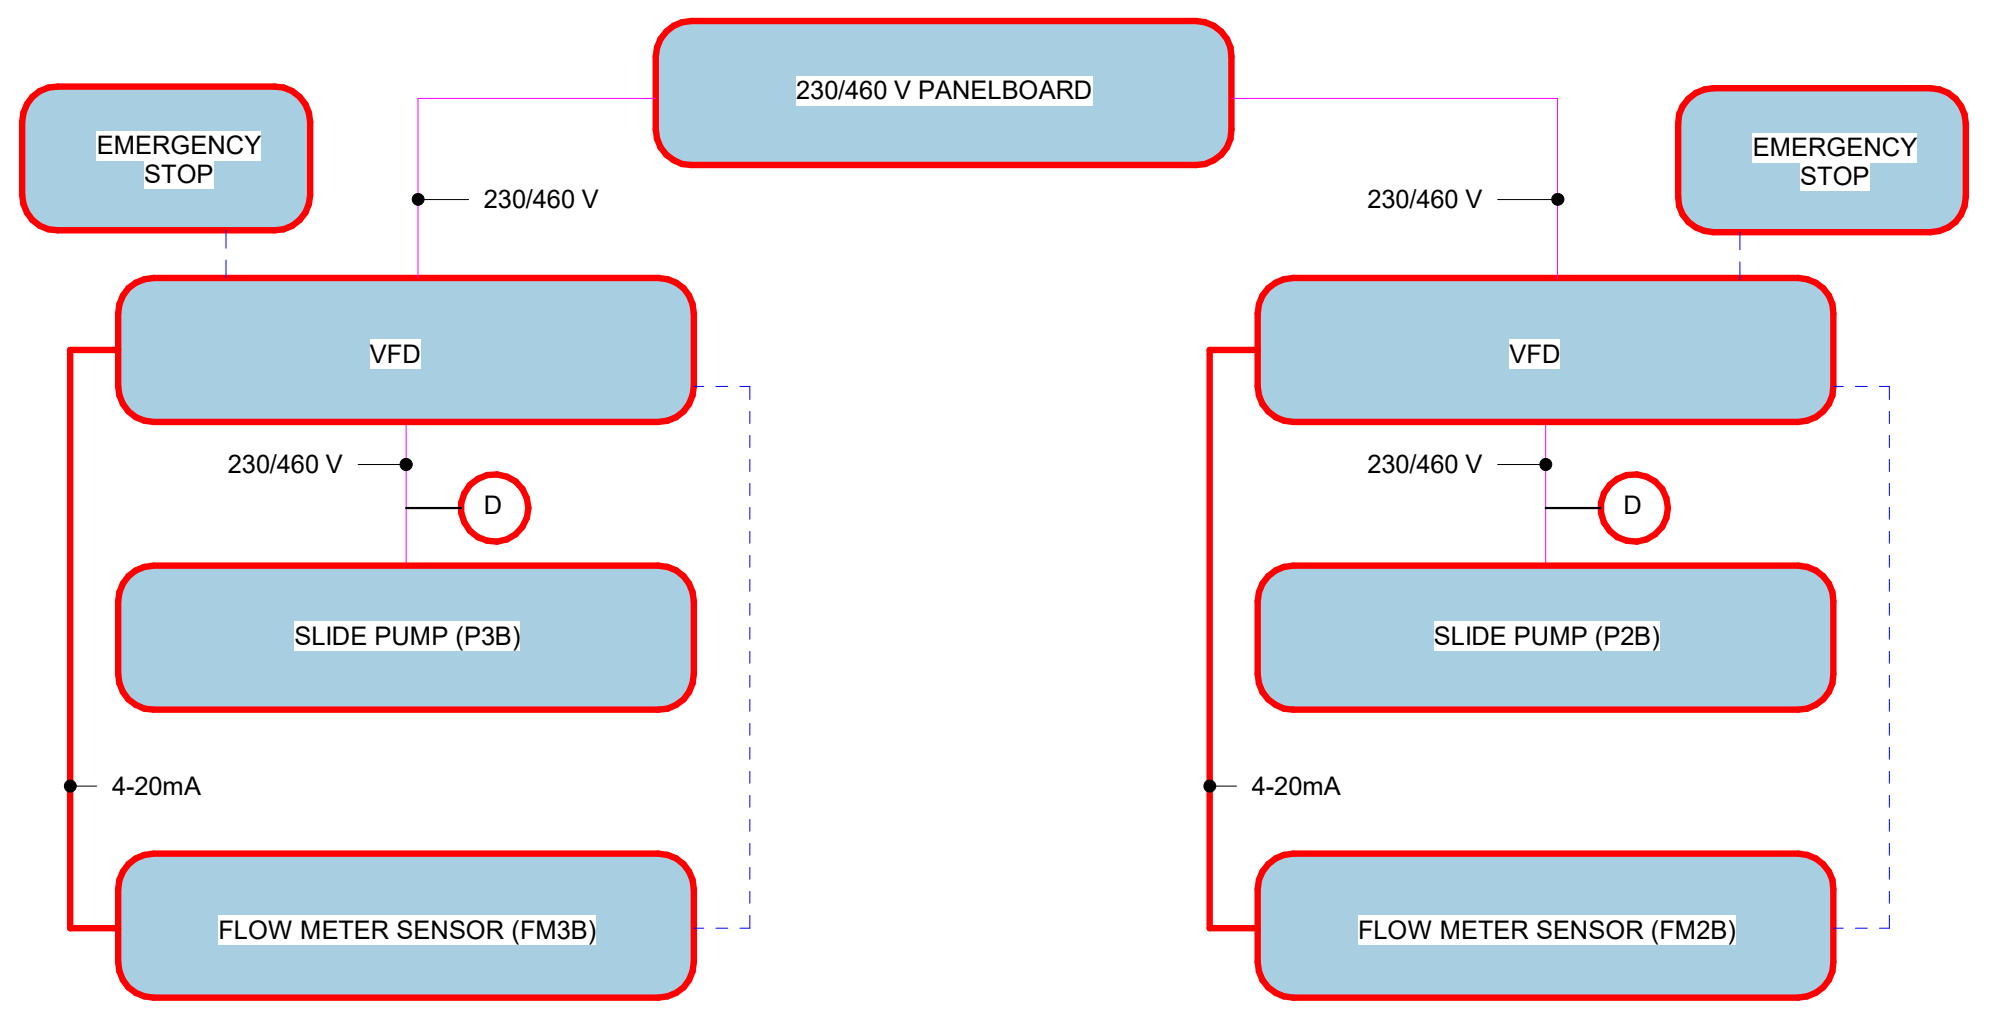 230/460 V PANELBOARD
EMERGENCY
STOP
EMERGENCY
STOP
230/460 V
230/460 V
VFD
VFD
230/460 V
230/460 V
D
D
SLIDE PUMP (P3B)
SLIDE PUMP (P2B)
4-20mA
4-20mA
FLOW METER SENSOR (FM3B)
FLOW METER SENSOR (FM2B)